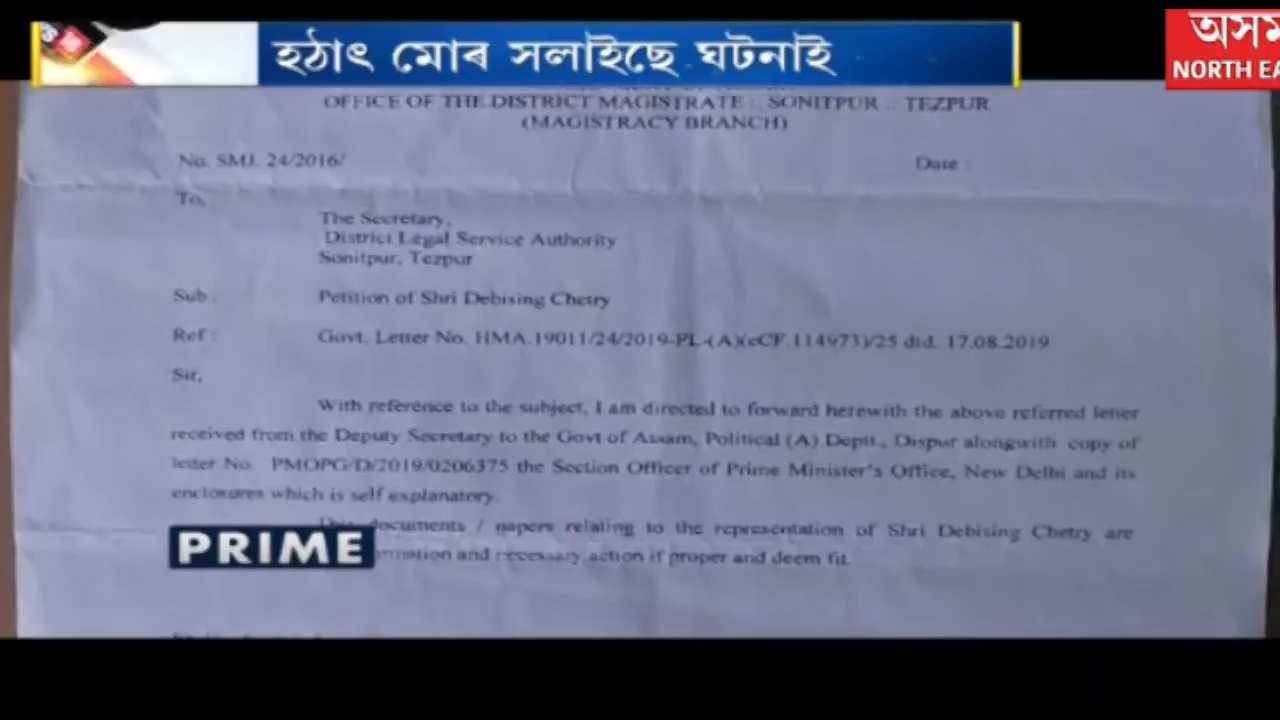 হঠাৎ মোৰ সলাইছে ঘটনাই
NORTH
OFFICE OF THE DISTRICT MAGISTRATE :: SONITPUR :: TEZPUR
(MAGISTRACY BRANCH)
No. SMJ. 24/2016/
Date :
To,
The Secretary,
District Legal Service Authority
Sonitpur, Tezpur
Sub : Petition of Shri Debising Chetry
Ref : Govt. Letter No. HMA.19011/24/2019-PL-(A)(eCF.114973)/25 dtd. 17.08.2019
Sir,
With reference to the subject, I am directed to forward herewith the above referred letter
received from the Deputy Secretary to the Govt of Assam, Political (A) Deptt., Dispur alongwith copy of
letter No. PMOPG/D/2019/0206375 the Section Officer of Prime Minister's Office, New Delhi and its
enclosures which is self explanatory.
documents / papers relating to the representation of Shri Debising Chetry are
and necessary action if proper and deem fit.
PRIME